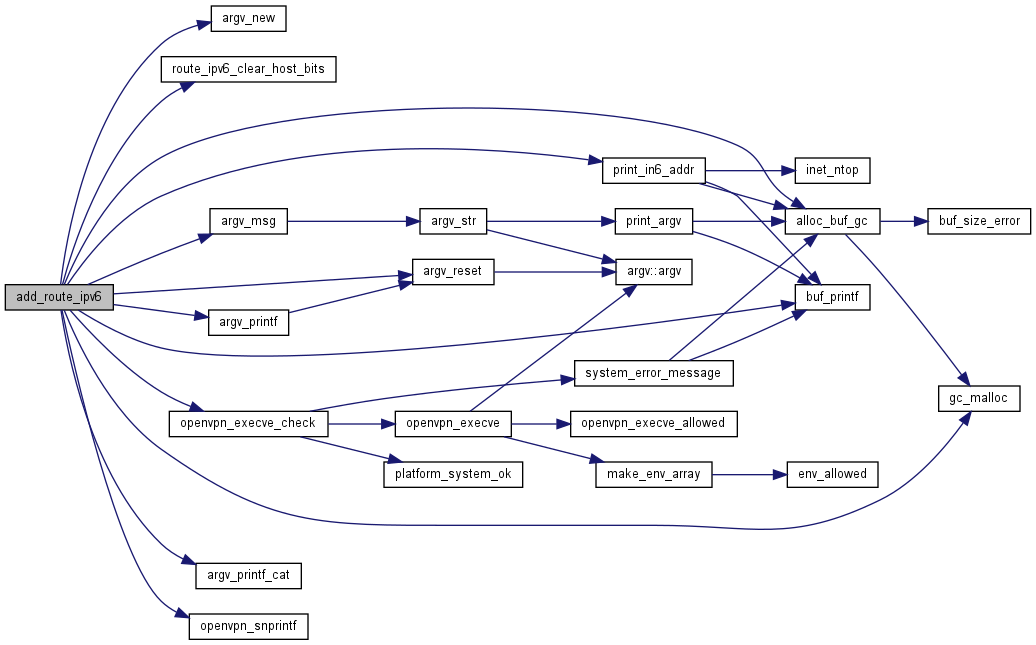 argv_new
route_ipv6_clear_host_bits
print_in6_addr
inet_ntop
argv_msg
argv_str
print_argv
alloc_buf_gc
buf_size_error
argv_reset
argv::argv
add_route_ipv6
buf_printf
argv_printf
system_error_message
gc_malloc
openvpn_execve_check
openvpn_execve
openvpn_execve_allowed
platform_system_ok
make_env_array
env_allowed
argv_printf_cat
openvpn_snprintf